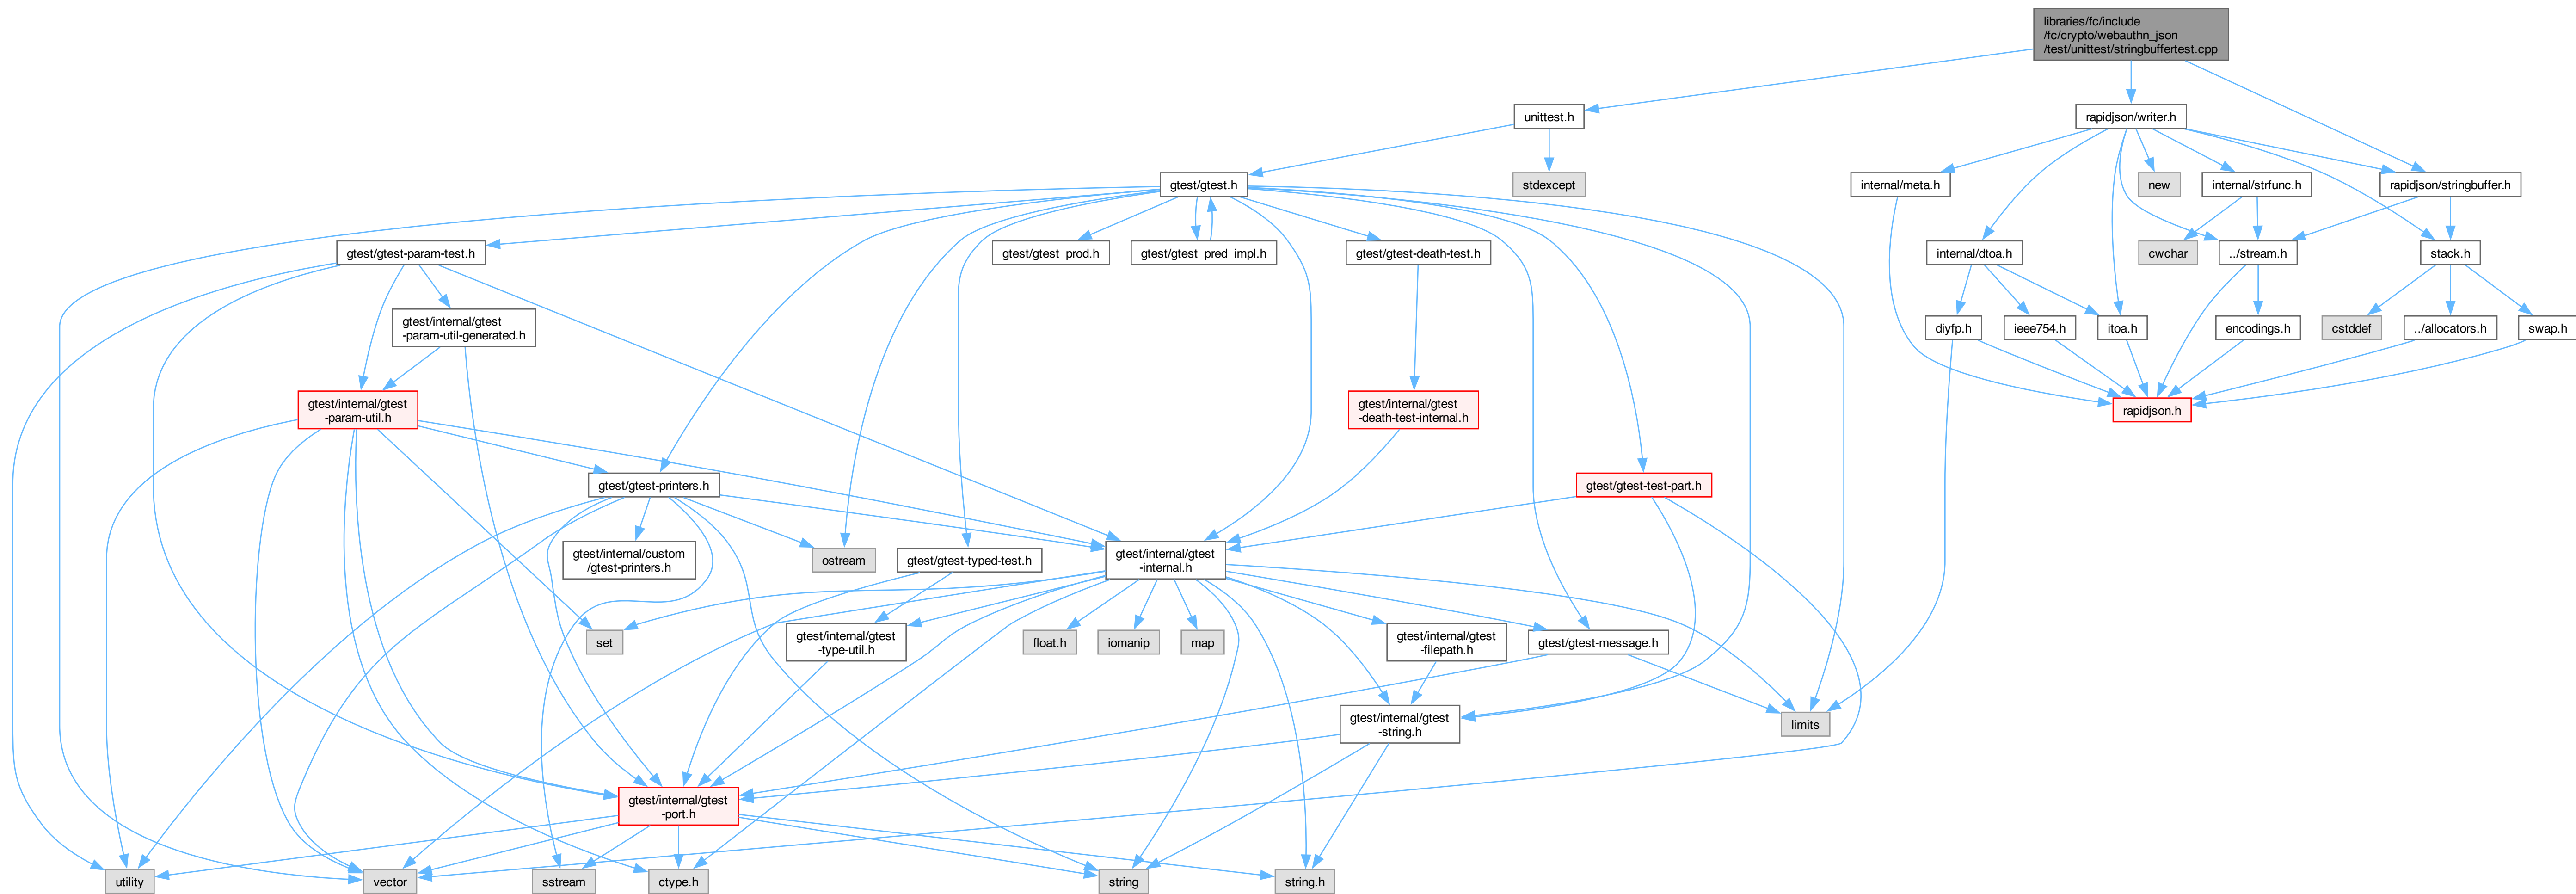 libraries/fc/include
/fc/crypto/webauthn_json
/test/unittest/stringbuffertest.cpp
unittest.h
rapidjson/writer.h
gtest/gtest.h
stdexcept
internal/meta.h
new
internal/strfunc.h
rapidjson/stringbuffer.h
gtest/gtest-param-test.h
gtest/gtest_prod.h
gtest/gtest_pred_impl.h
gtest/gtest-death-test.h
internal/dtoa.h
cwchar
../stream.h
stack.h
gtest/internal/gtest
-param-util-generated.h
diyfp.h
ieee754.h
itoa.h
encodings.h
cstddef
../allocators.h
swap.h
gtest/internal/gtest
-param-util.h
gtest/internal/gtest
-death-test-internal.h
rapidjson.h
gtest/gtest-printers.h
gtest/gtest-test-part.h
gtest/internal/custom
/gtest-printers.h
ostream
gtest/gtest-typed-test.h
gtest/internal/gtest
-internal.h
set
gtest/internal/gtest
-type-util.h
float.h
iomanip
map
gtest/internal/gtest
-filepath.h
gtest/gtest-message.h
gtest/internal/gtest
-string.h
limits
gtest/internal/gtest
-port.h
utility
vector
sstream
ctype.h
string
string.h